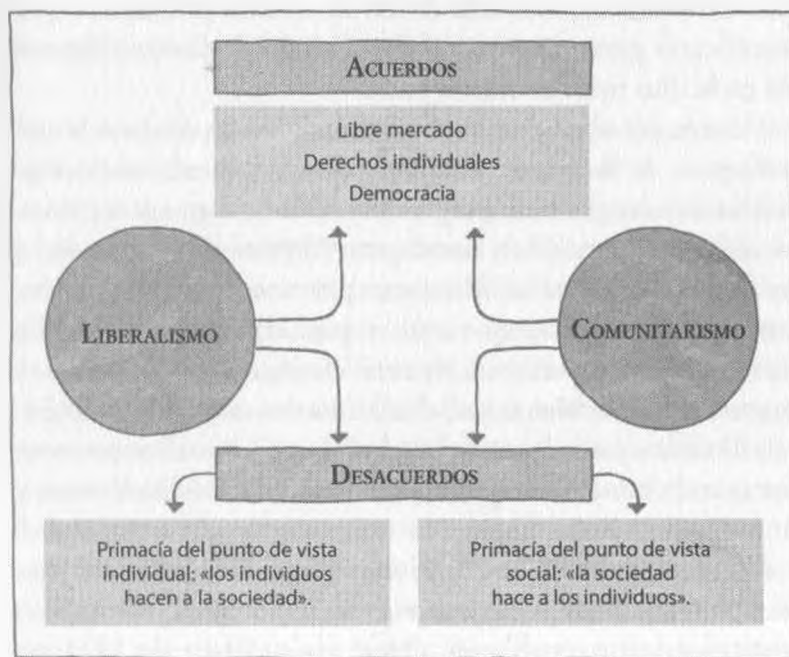 ACUERDOS
Libre mercado
Derechos individuales
Democracia
LIBERALISMO
COMUNITARISMO
DESACUERDOS
Primacía del punto de vista
individual: «los individuos
hacen a la sociedad».
Primacía del punto de vista
social: «la sociedad
hace a los individuos».